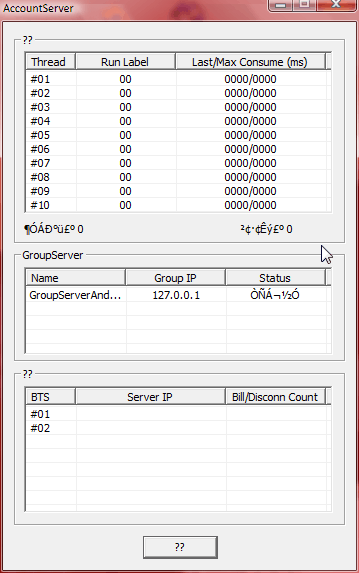 AccountServer
??
Thread Run Label Last/Max Consume (ms)
#01 00 0000/0000
#02 00 0000/0000
#03 00 0000/0000
#04 00 0000/0000
#05 00 0000/0000
#06 00 0000/0000
#07 00 0000/0000
#08 00 0000/0000
#09 00 0000/0000
#10 00 0000/0000
¶ÓÁÐ°ü£º 0 ²¢·¢Êý£º 0
GroupServer
Name Group IP Status
GroupServerAnd... 127.0.0.1 ÒÑÁ¬½Ó
??
BTS Server IP Bill/Disconn Count
#01
#02
??